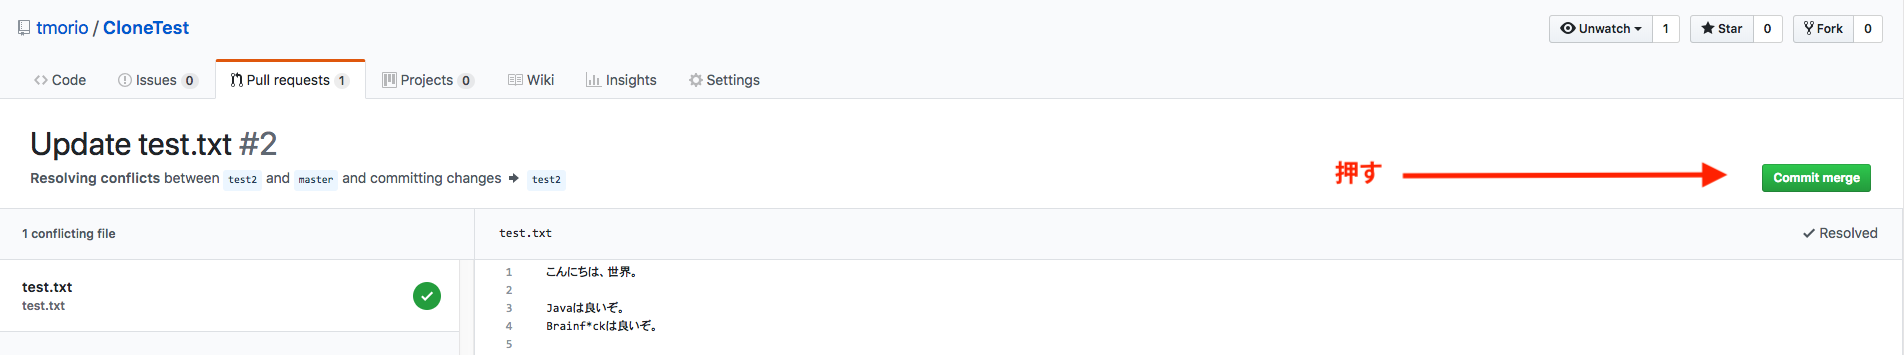 tmorio / CloneTest
Unwatch 1 Star 0 Fork 0
Code Issues 0 Pull requests 1 Projects 0 Wiki Insights Settings
Update test.txt #2
Resolving conflicts between test2 and master and committing changes → test2
押す
Commit merge
1 conflicting file
test.txt
Resolved
test.txt
test.txt
1 こんにちは、世界。
2
3 Javaは良いぞ。
4 Brainf*ckは良いぞ。
5